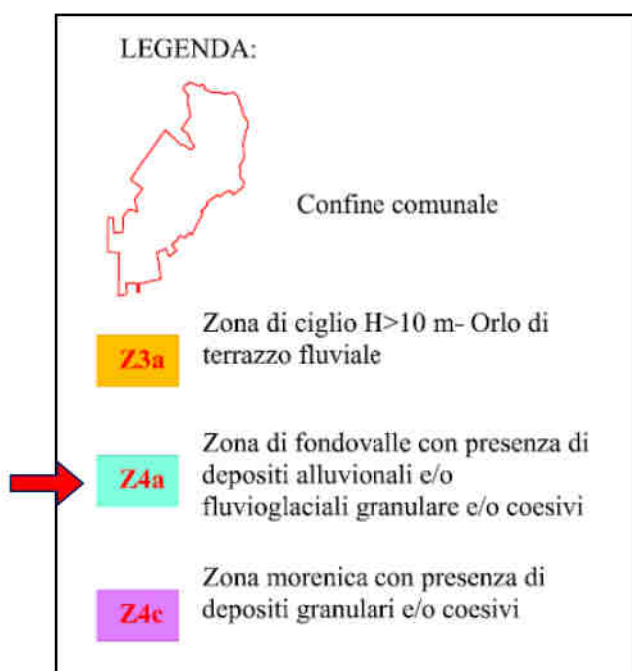 LEGENDA:
Confine comunale
Z3a
Zona di ciglio H>10 m- Orlo di
terrazzo fluviale
Z4a
Zona di fondovalle con presenza di
depositi alluvionali e/o
fluvioglaciali granulare e/o coesivi
Z4c
Zona morenica con presenza di
depositi granulari e/o coesivi